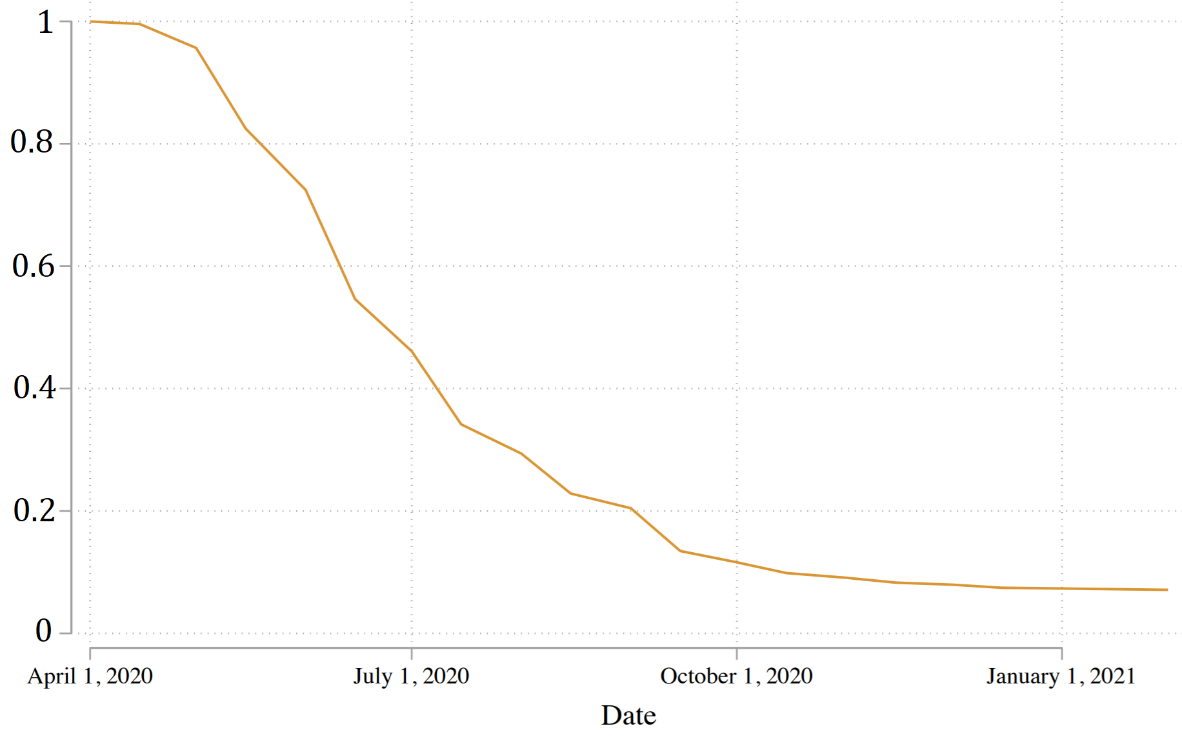 1
0.8
0.6
0.4
0.2
0
April 1, 2020
July 1, 2020
October 1, 2020
January 1, 2021
Date